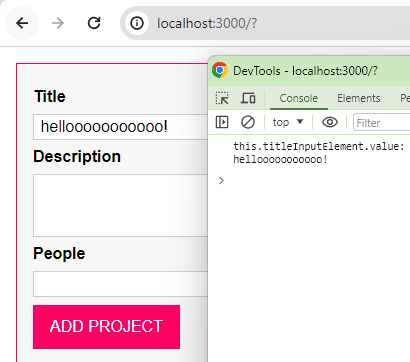 localhost:3000/?
DevTools - localhost:3000/?
Console Elements
top Filter
this.titleInputElement.value:
hellooooooooooo!
Title
hellooooooooooo!
Description
People
ADD PROJECT